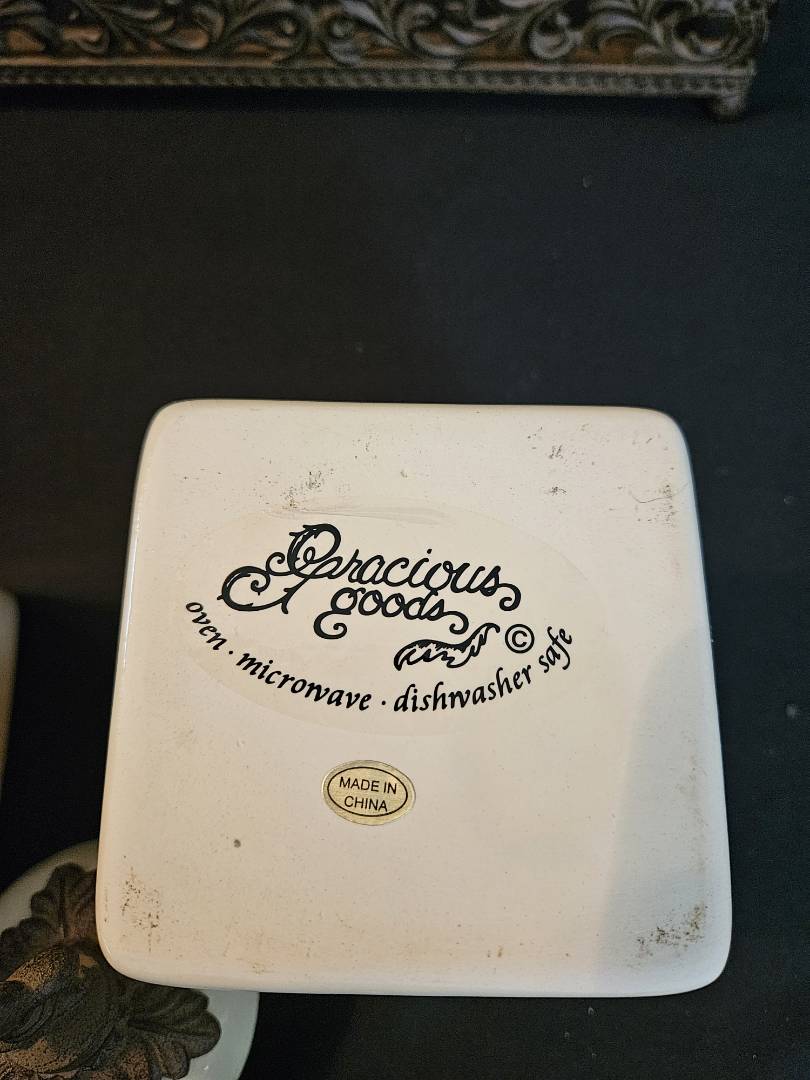 Gracious
goods
©
oven · microwave · dishwasher safe
MADE IN
CHINA